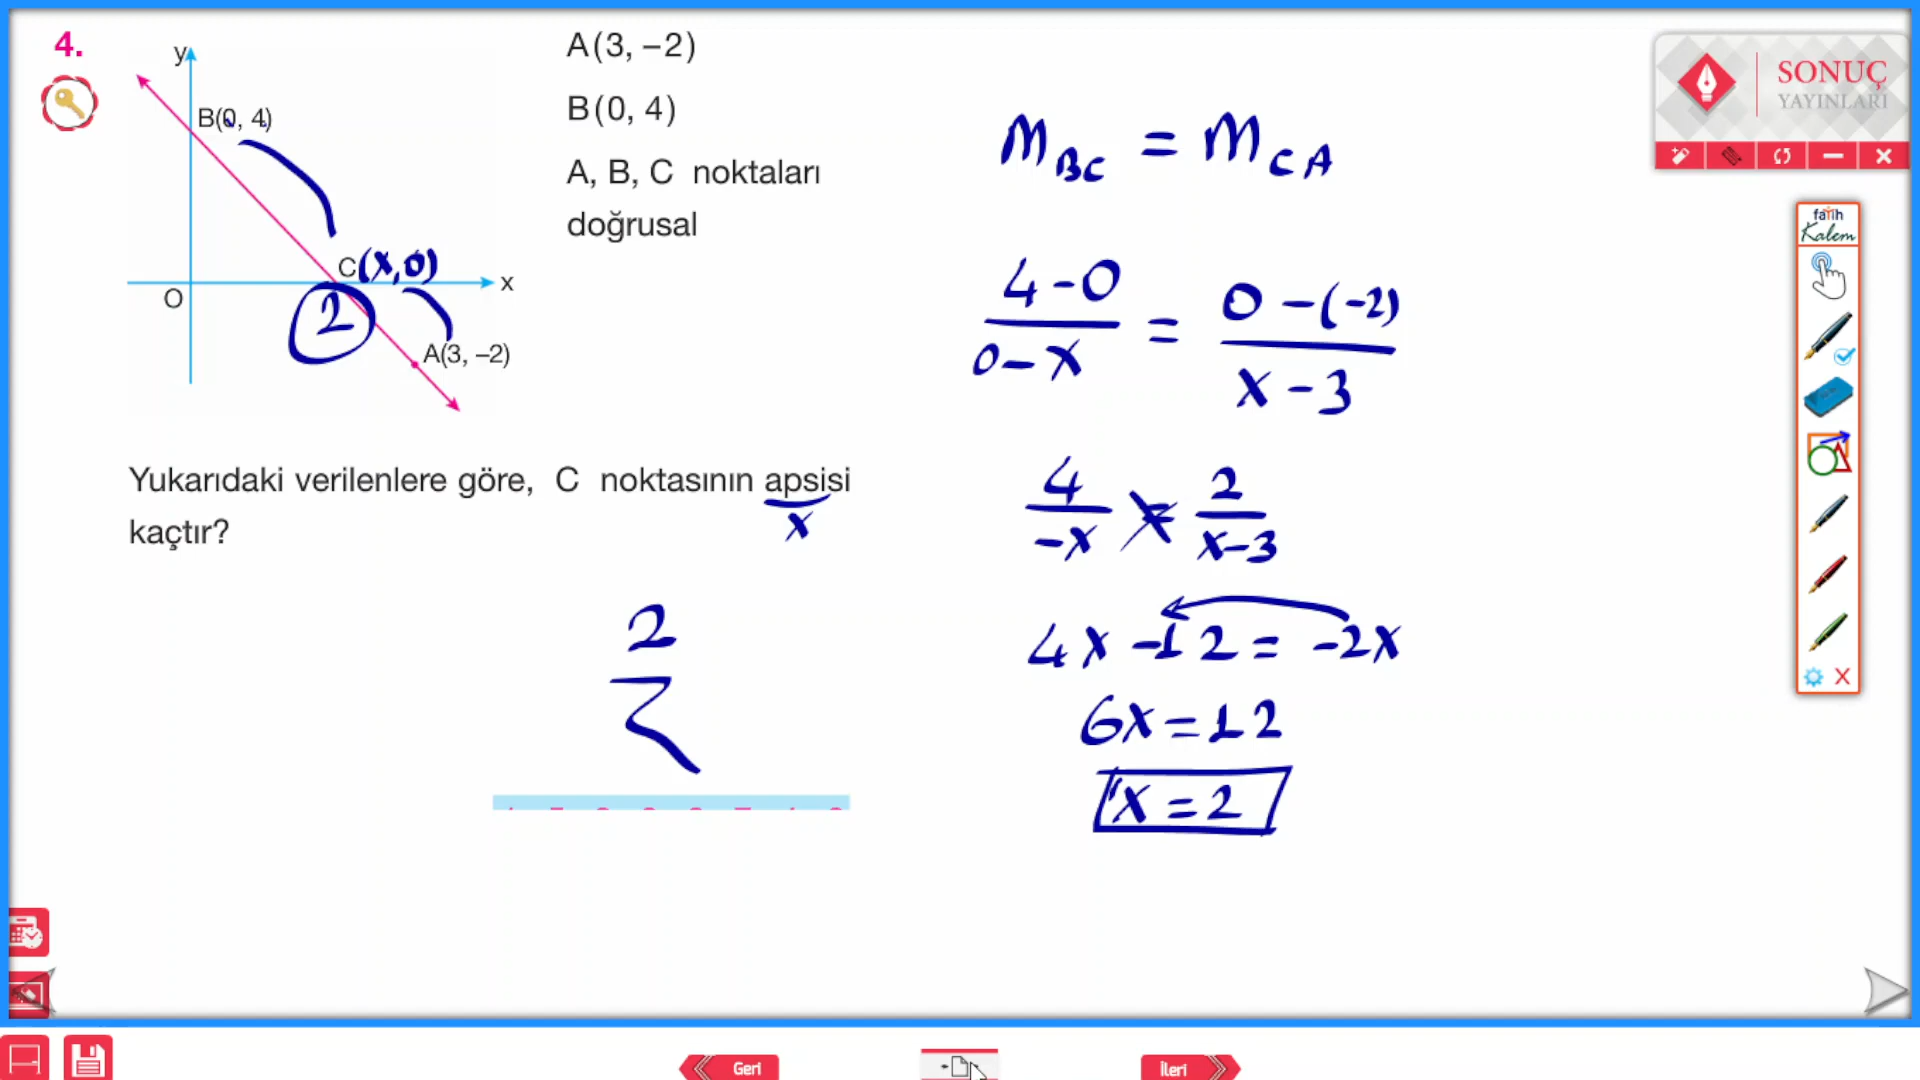 4.
y
B(0, 4)
C(x,0)
x
O
2
A(3, −2)
A(3, −2)
B(0, 4)
A, B, C noktaları
doğrusal
Yukarıdaki verilenlere göre, C noktasının apsisi
x
kaçtır?
2
m_BC = m_CA
4-0 / 0-x = 0-(-2) / x-3
4 / -x = 2 / x-3
4x -12 = -2x
6x = 12
x = 2
SONUÇ
YAYINLARI
fatih
Kalem
X
Geri
İleri